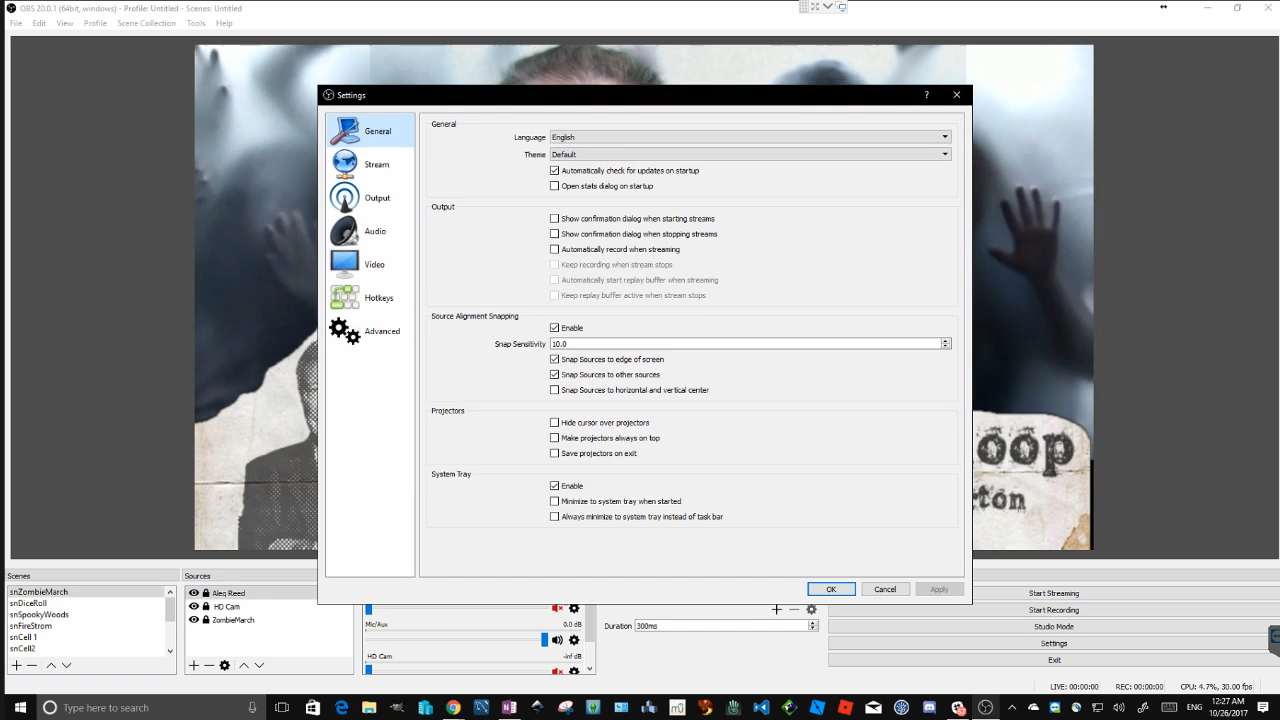 OBS 20.0.1 (64bit, windows) - Profile: Untitled - Scenes: Untitled
File Edit View Profile Scene Collection Tools Help
Settings
?
General
Stream
Output
Audio
Video
Hotkeys
Advanced
General
Language English
Theme Default
Automatically check for updates on startup
Open stats dialog on startup
Output
Show confirmation dialog when starting streams
Show confirmation dialog when stopping streams
Automatically record when streaming
Keep recording when stream stops
Automatically start replay buffer when streaming
Keep replay buffer active when stream stops
Source Alignment Snapping
Enable
Snap Sensitivity 10.0
Snap Sources to edge of screen
Snap Sources to other sources
Snap Sources to horizontal and vertical center
Projectors
Hide cursor over projectors
Make projectors always on top
Save projectors on exit
System Tray
Enable
Minimize to system tray when started
Always minimize to system tray instead of task bar
OK Cancel Apply
oop
ton
Scenes
snZombieMarch
snDiceRoll
snSpookyWoods
snFireStrom
snCell 1
snCell2
Sources
Aleq Reed
HD Cam
ZombieMarch
Mic/Aux 0.0 dB
HD Cam -inf dB
Duration 300ms
Start Streaming
Start Recording
Studio Mode
Settings
Exit
LIVE: 00:00:00 REC: 00:00:00 CPU: 4.7%, 30.00 fps
Type here to search
ENG
12:27 AM
10/26/2017